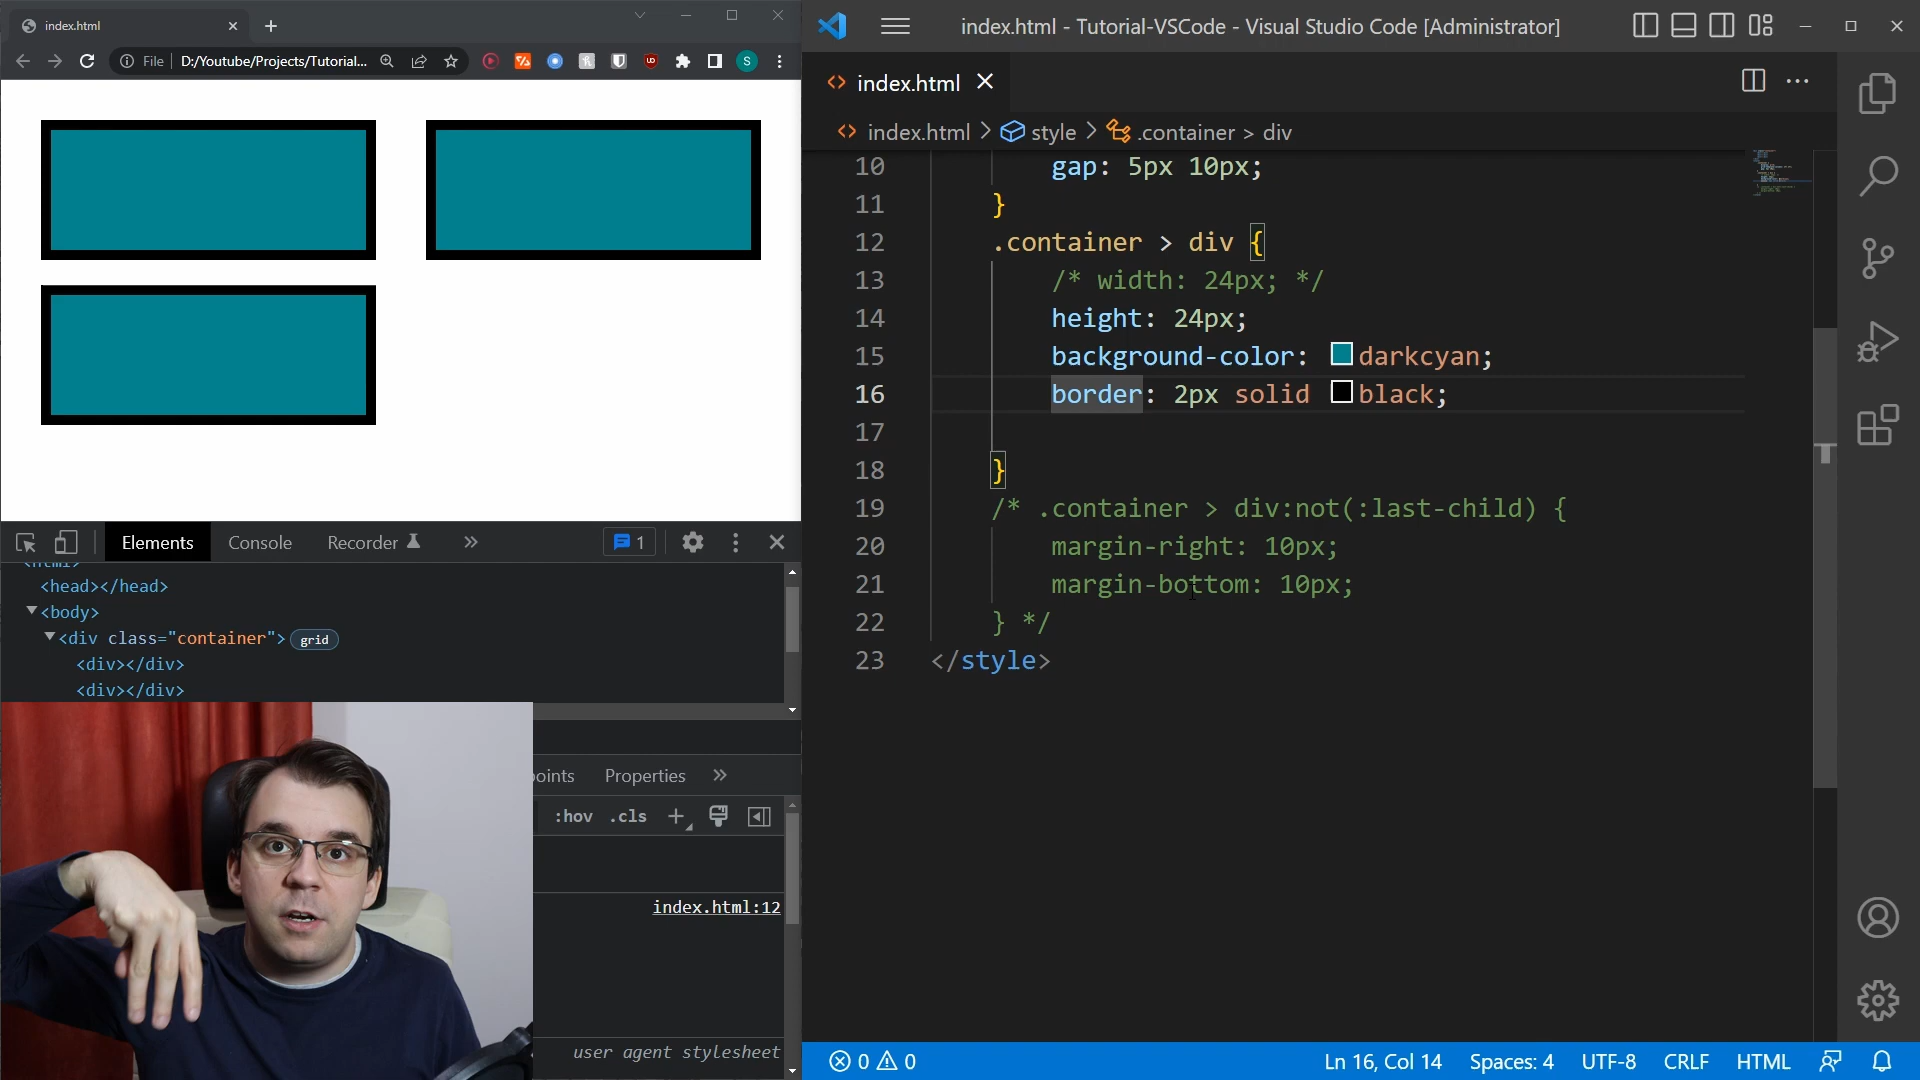 index.html
File
D:/Youtube/Projects/Tutorial...
S
Elements
Console
Recorder
1
<html>
<head></head>
<body>
<div class="container"> grid
<div></div>
<div></div>
Properties
:hov .cls
index.html:12
user agent stylesheet
index.html - Tutorial-VSCode - Visual Studio Code [Administrator]
index.html
index.html > style > .container > div
10 gap: 5px 10px;
11 }
12 .container > div {
13 /* width: 24px; */
14 height: 24px;
15 background-color: darkcyan;
16 border: 2px solid black;
17
18 }
19 /* .container > div:not(:last-child) {
20 margin-right: 10px;
21 margin-bottom: 10px;
22 } */
23 </style>
0 0
Ln 16, Col 14
Spaces: 4
UTF-8
CRLF
HTML